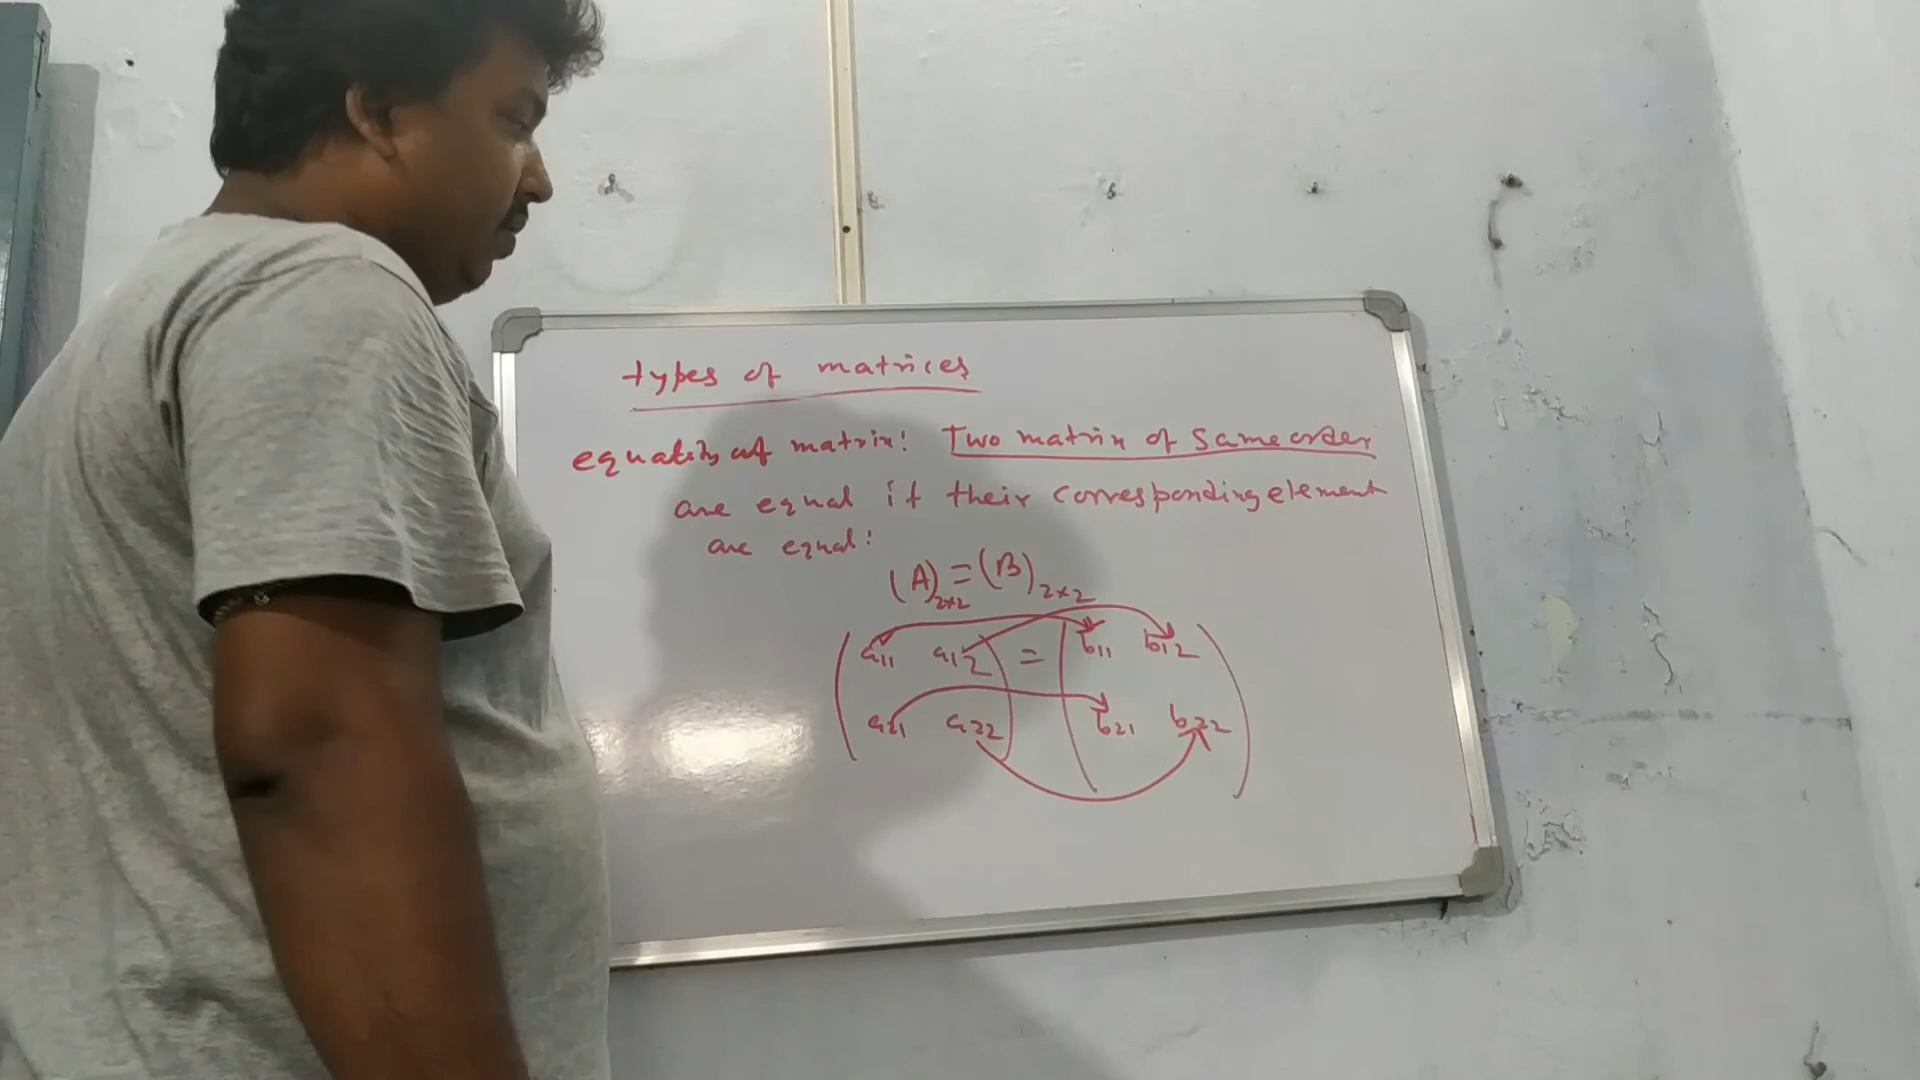 types of matrices
equality of matrix: Two matrix of same order
are equal if their corresponding element
are equal:
(A)2×2 = (B)2×2
a11 a12 = b11 b12
a21 a22 b21 b22